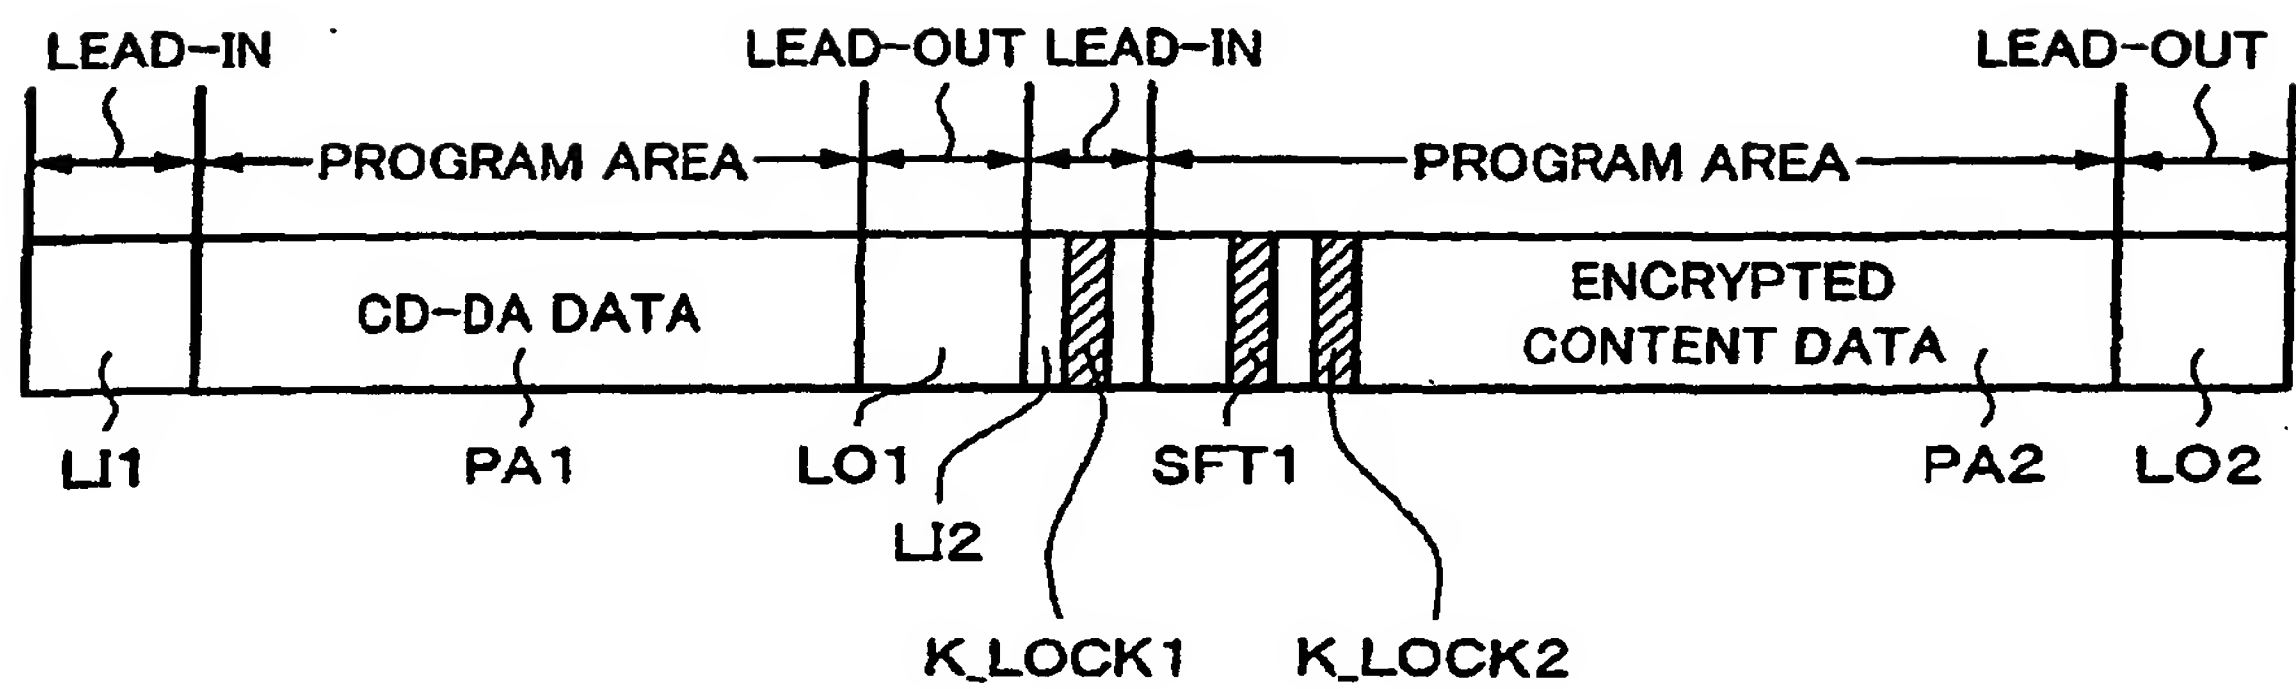 LEAD-IN
LEAD-OUT LEAD-IN
LEAD-OUT
PROGRAM AREA
PROGRAM AREA
CD-DA DATA
ENCRYPTED
CONTENT DATA
LI1
PA1
LO1
SFT1
PA2
LO2
LI2
K_LOCK1
K_LOCK2